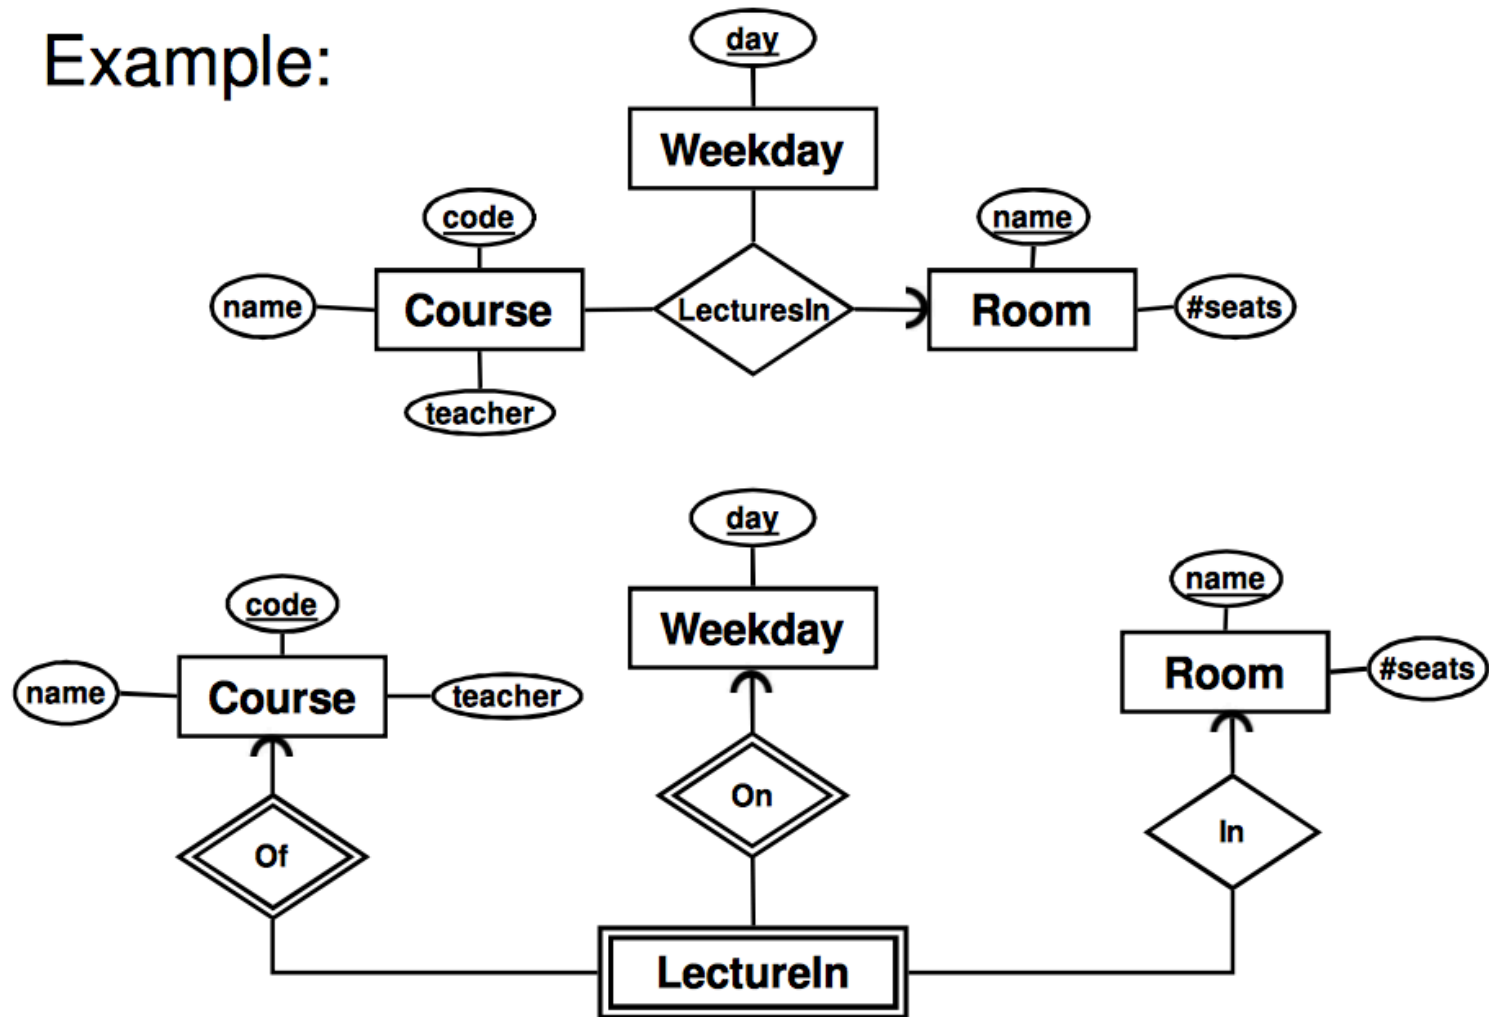 Example:
day
Weekday
code
name
name
Course
LecturesIn
Room
#seats
teacher
day
code
Weekday
name
name
Course
teacher
Room
#seats
Of
On
In
LectureIn